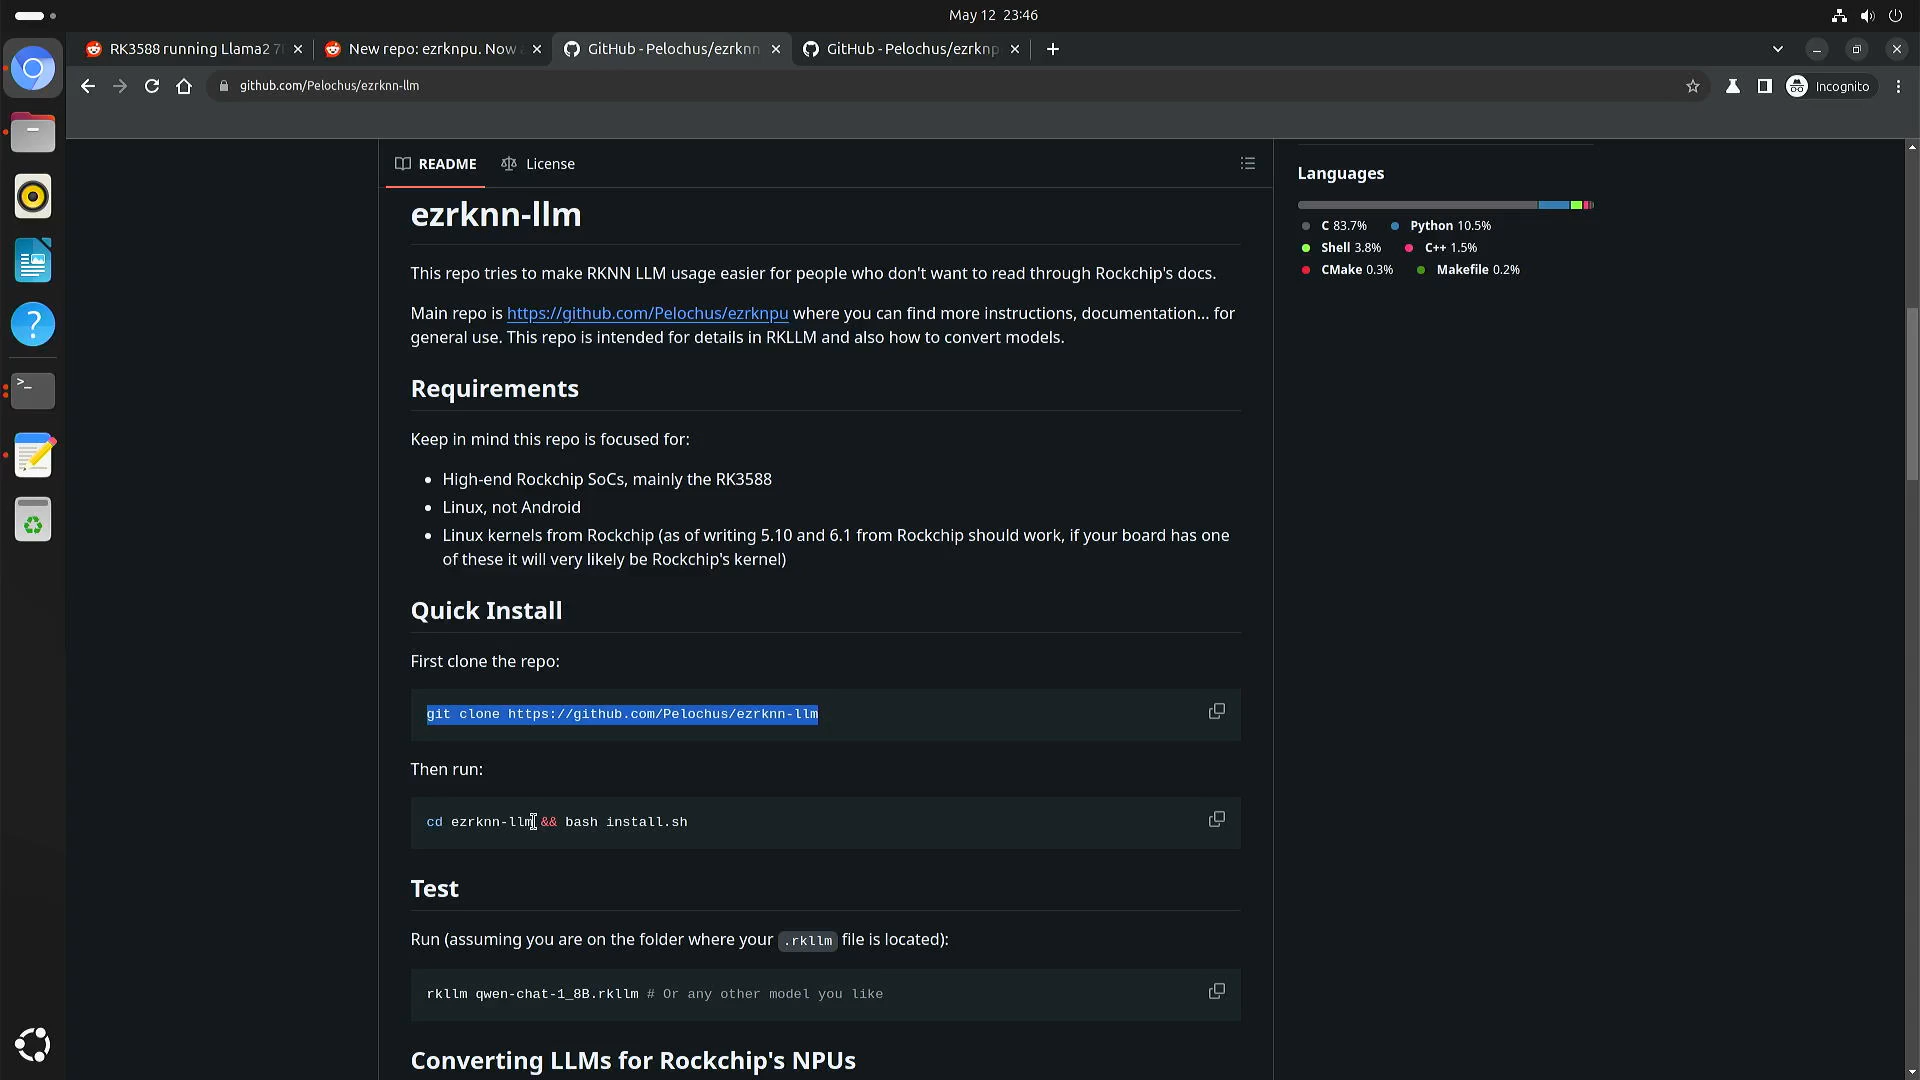 May 12 23:46
RK3588 running Llama2 7
New repo: ezrknpu. Now
GitHub - Pelochus/ezrknn
GitHub - Pelochus/ezrknp
github.com/Pelochus/ezrknn-llm
Incognito
README
License
ezrknn-llm
This repo tries to make RKNN LLM usage easier for people who don't want to read through Rockchip's docs.
Main repo is https://github.com/Pelochus/ezrknpu where you can find more instructions, documentation... for
general use. This repo is intended for details in RKLLM and also how to convert models.
Requirements
Keep in mind this repo is focused for:
• High-end Rockchip SoCs, mainly the RK3588
• Linux, not Android
• Linux kernels from Rockchip (as of writing 5.10 and 6.1 from Rockchip should work, if your board has one
of these it will very likely be Rockchip's kernel)
Quick Install
First clone the repo:
git clone https://github.com/Pelochus/ezrknn-llm
Then run:
cd ezrknn-llm && bash install.sh
Test
Run (assuming you are on the folder where your .rkllm file is located):
rkllm qwen-chat-1_8B.rkllm # Or any other model you like
Converting LLMs for Rockchip's NPUs
Languages
C 83.7% Python 10.5%
Shell 3.8% C++ 1.5%
CMake 0.3% Makefile 0.2%